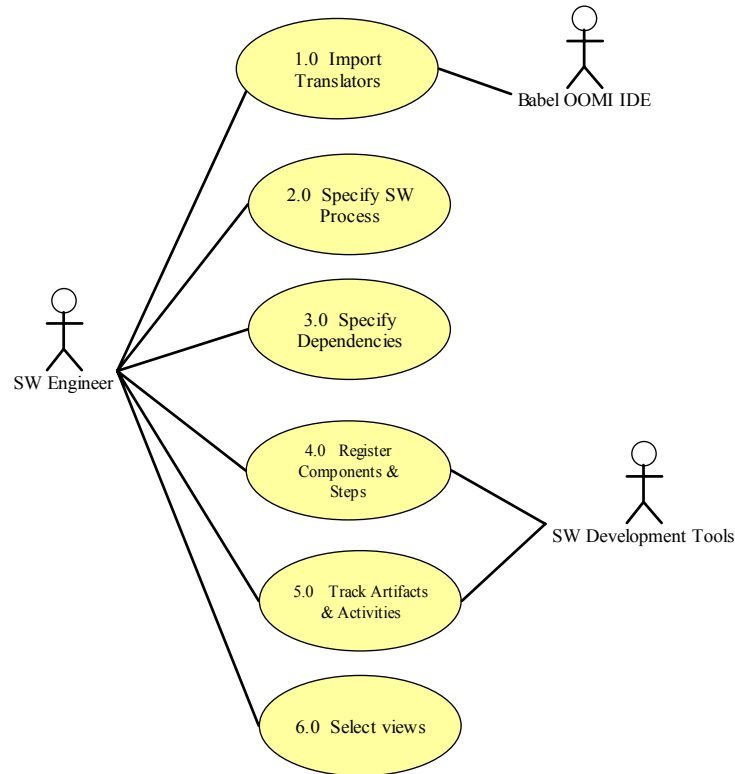 1.0 Import
Translators
Babel OOMI IDE
2.0 Specify SW
Process
3.0 Specify
Dependencies
SW Engineer
4.0 Register
Components &
Steps
SW Development Tools
5.0 Track Artifacts
& Activities
6.0 Select views